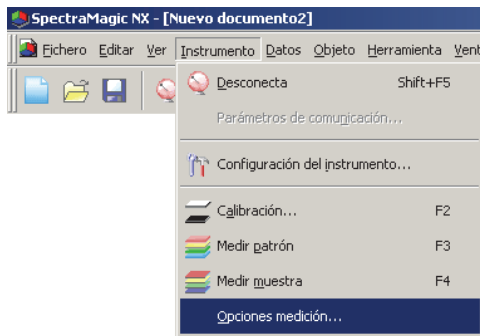 SpectraMagic NX - [Nuevo documento2]
Fichero Editar Ver Instrumento Datos Objeto Herramienta Vent
Desconecta Shift+F5
Parámetros de comunicación...
Configuración del instrumento...
Calibración... F2
Medir patrón F3
Medir muestra F4
Opciones medición...